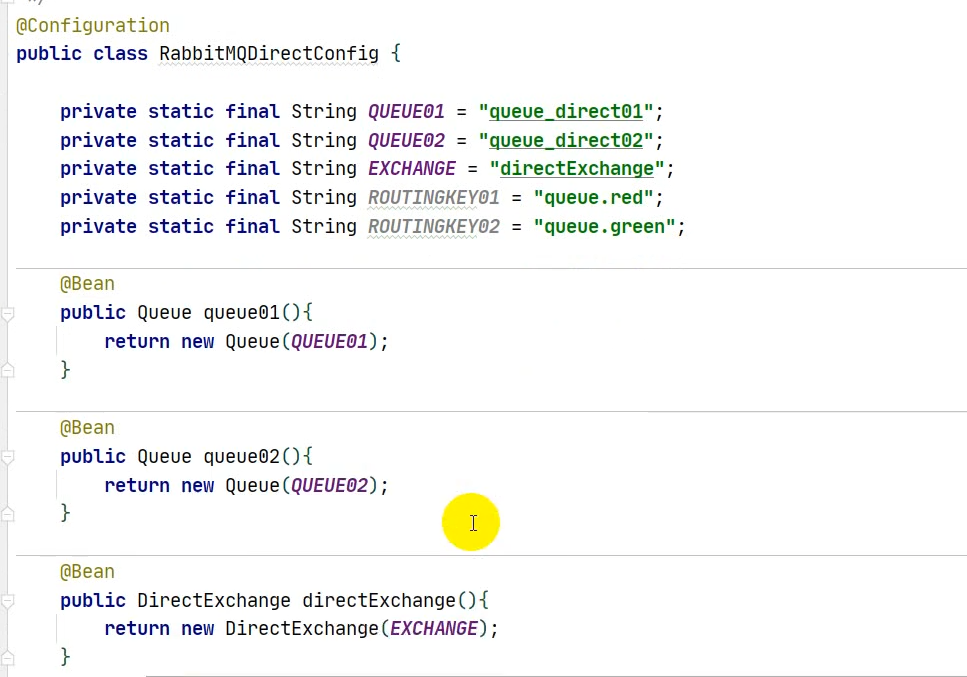 @Configuration
public class RabbitMQDirectConfig {
private static final String QUEUE01 = "queue_direct01";
private static final String QUEUE02 = "queue_direct02";
private static final String EXCHANGE = "directExchange";
private static final String ROUTINGKEY01 = "queue.red";
private static final String ROUTINGKEY02 = "queue.green";
@Bean
public Queue queue01(){
return new Queue(QUEUE01);
}
@Bean
public Queue queue02(){
return new Queue(QUEUE02);
}
@Bean
public DirectExchange directExchange(){
return new DirectExchange(EXCHANGE);
}